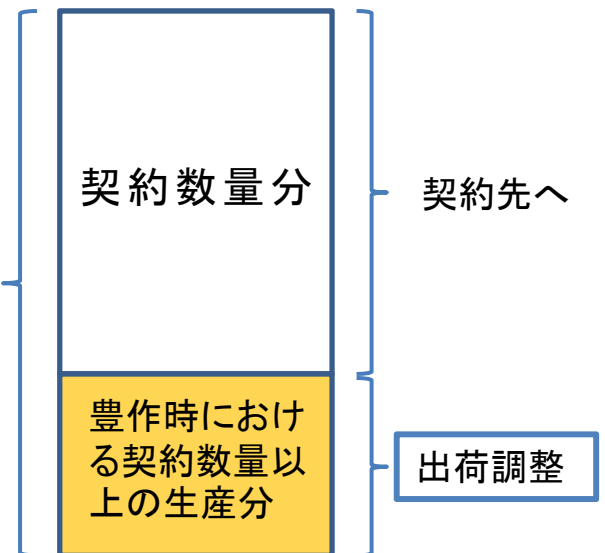 契約数量分
契約先へ
豊作時におけ
る契約数量以
上の生産分
出荷調整